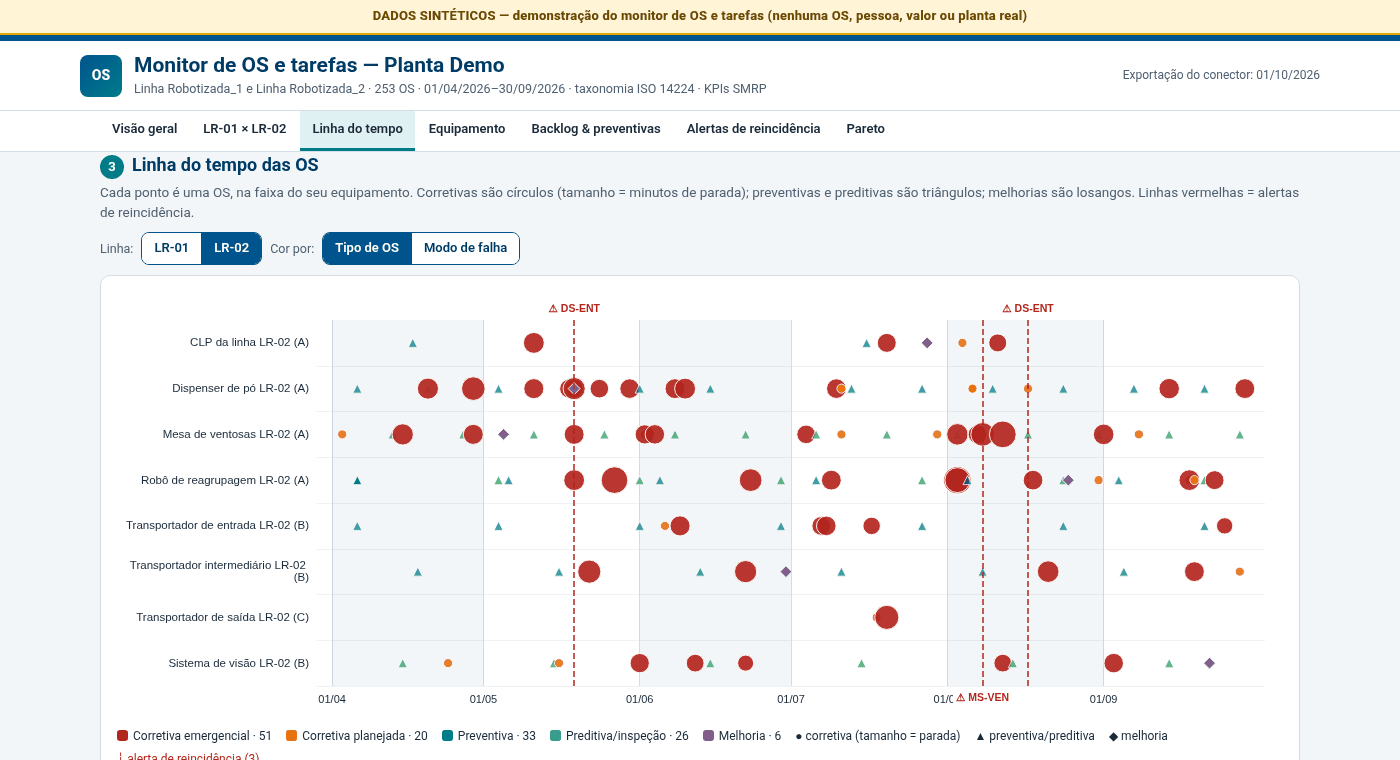 DADOS SINTÉTICOS — demonstração do monitor de OS e tarefas (nenhuma OS, pessoa, valor ou planta real)
OS
Monitor de OS e tarefas — Planta Demo
Linha Robotizada_1 e Linha Robotizada_2 · 253 OS · 01/04/2026–30/09/2026 · taxonomia ISO 14224 · KPIs SMRP
Exportação do conector: 01/10/2026
Visão geral LR-01 × LR-02 Linha do tempo Equipamento Backlog & preventivas Alertas de reincidência Pareto
3 Linha do tempo das OS
Cada ponto é uma OS, na faixa do seu equipamento. Corretivas são círculos (tamanho = minutos de parada); preventivas e preditivas são triângulos; melhorias são losangos. Linhas vermelhas = alertas
de reincidência.
Linha: LR-01 LR-02 Cor por: Tipo de OS Modo de falha
⚠ DS-ENT ⚠ DS-ENT
CLP da linha LR-02 (A)
Dispenser de pó LR-02 (A)
Mesa de ventosas LR-02 (A)
Robô de reagrupagem LR-02 (A)
Transportador de entrada LR-02 (B)
Transportador intermediário LR-02
(B)
Transportador de saída LR-02 (C)
Sistema de visão LR-02 (B)
01/04 01/05 01/06 01/07 01/0 ⚠ MS-VEN 01/09
Corretiva emergencial · 51 Corretiva planejada · 20 Preventiva · 33 Preditiva/inspeção · 26 Melhoria · 6 ● corretiva (tamanho = parada) ▲ preventiva/preditiva ◆ melhoria
¦ alerta de reincidência (3)